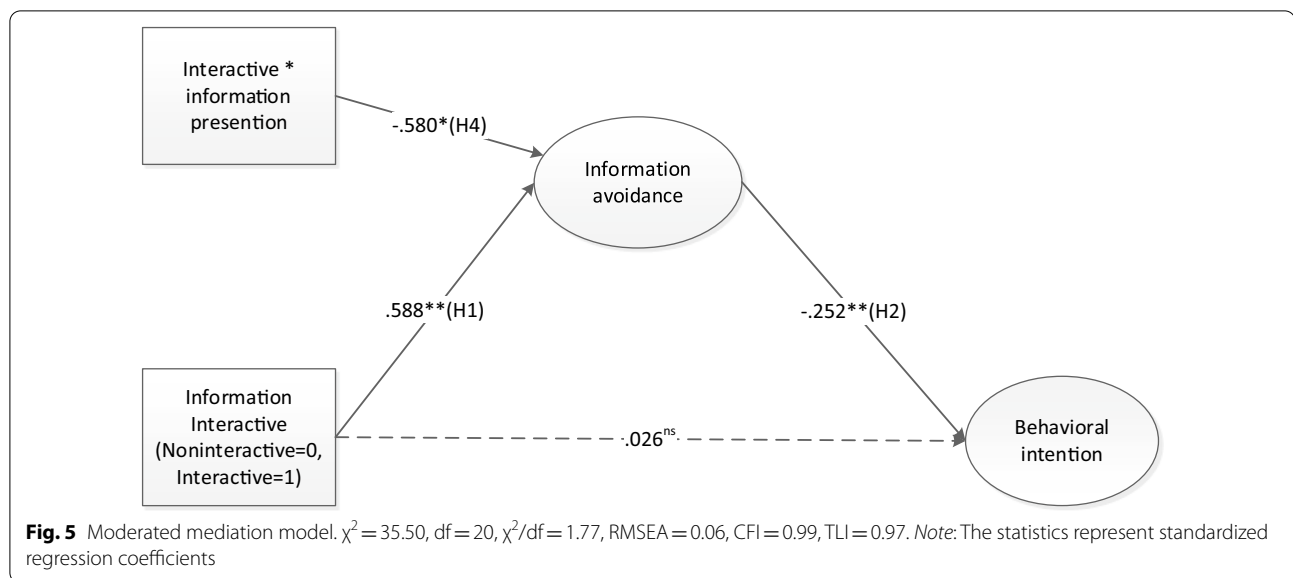 Interactive *
information
presention
-.580*(H4)
Information
avoidance
.588**(H1)
-.252**(H2)
Information
Interactive
(Noninteractive=0,
Interactive=1)
.026ns
Behavioral
intention
Fig. 5 Moderated mediation model. χ² = 35.50, df = 20, χ²/df = 1.77, RMSEA = 0.06, CFI = 0.99, TLI = 0.97. Note: The statistics represent standardized
regression coefficients